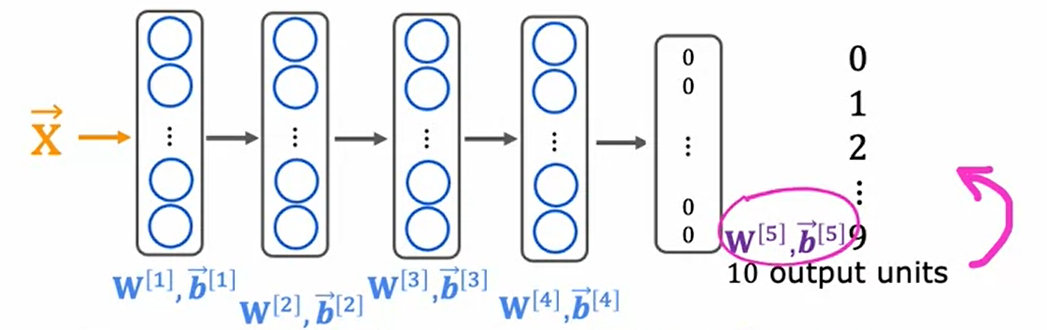 x⃗
⋮
⋮
⋮
⋮
0
0
⋮
0
0
0
1
2
⋮
9
W[1], b⃗[1]
W[2], b⃗[2]
W[3],b⃗[3]
W[4],b⃗[4]
W[5],b⃗[5]
10 output units